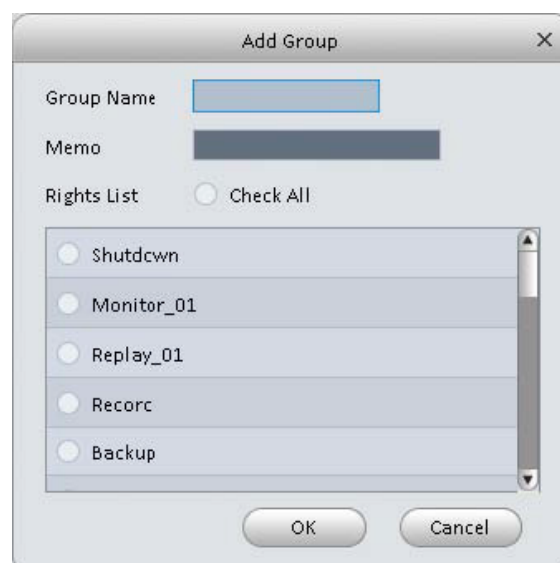 Add Group
Group Name
Memo
Rights List Check All
Shutdcwn
Monitor_01
Replay_01
Recorc
Backup
OK Cancel